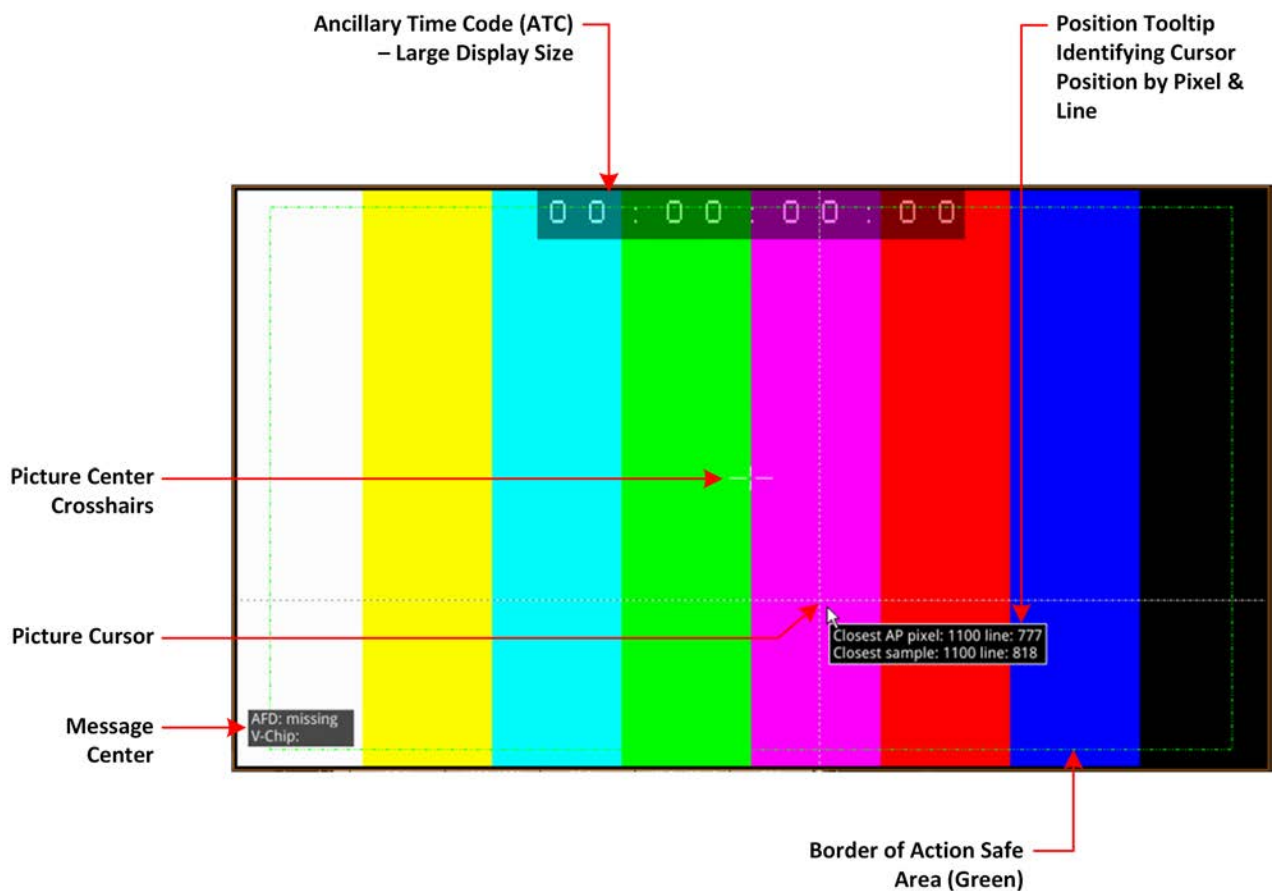 Ancillary Time Code (ATC)
– Large Display Size
Position Tooltip
Identifying Cursor
Position by Pixel &
Line
00:00:00:00
Picture Center
Crosshairs
Picture Cursor
Closest AP pixel: 1100 line: 777
Closest sample: 1100 line: 818
Message
Center
AFD: missing
V-Chip:
Border of Action Safe
Area (Green)